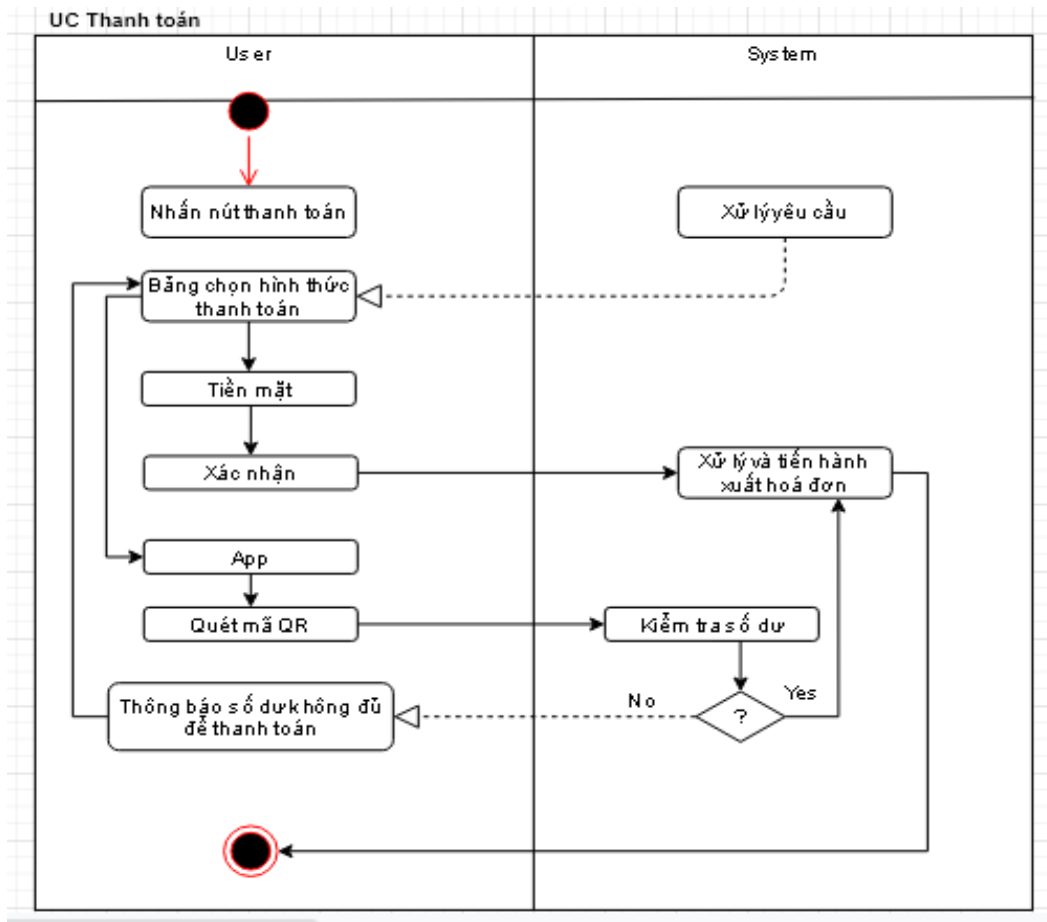 UC Thanh toán
User
System
Nhấn nút thanh toán
Xử lý yêu cầu
Bảng chọn hình thức
thanh toán
Tiền mặt
Xác nhận
Xử lý và tiến hành
xuất hoá đơn
App
Quét mã QR
Kiểm tra số dư
Thông báo số dư không đủ
để thanh toán
No
?
Yes